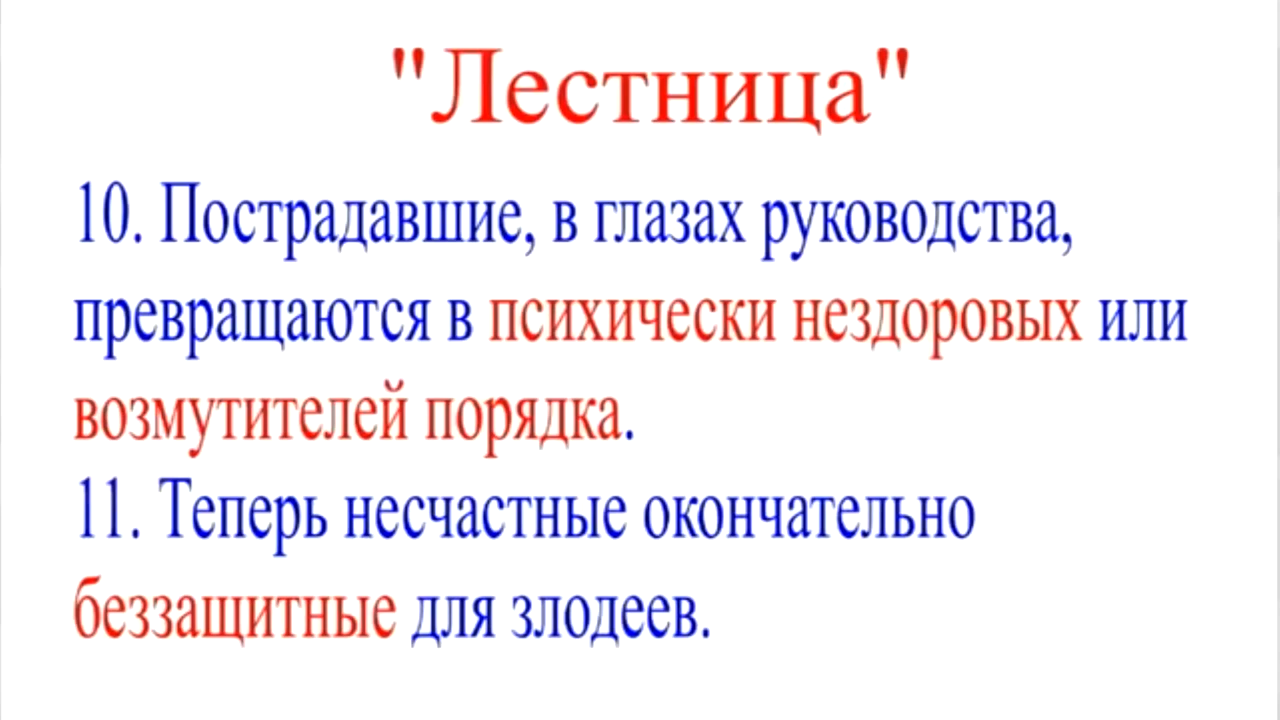 "Лестница"
10. Пострадавшие, в глазах руководства,
превращаются в психически нездоровых или
возмутителей порядка.
11. Теперь несчастные окончательно
беззащитные для злодеев.